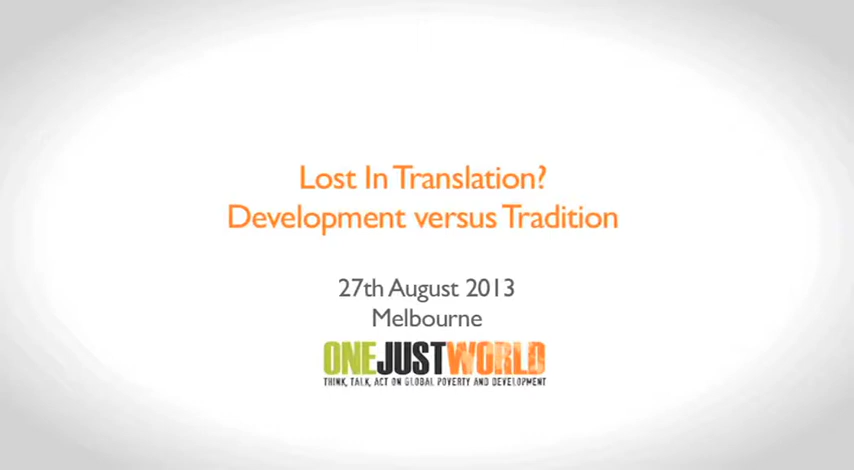 Lost In Translation?
Development versus Tradition
27th August 2013
Melbourne
ONEJUSTWORLD
THINK, TALK, ACT ON GLOBAL POVERTY AND DEVELOPMENT